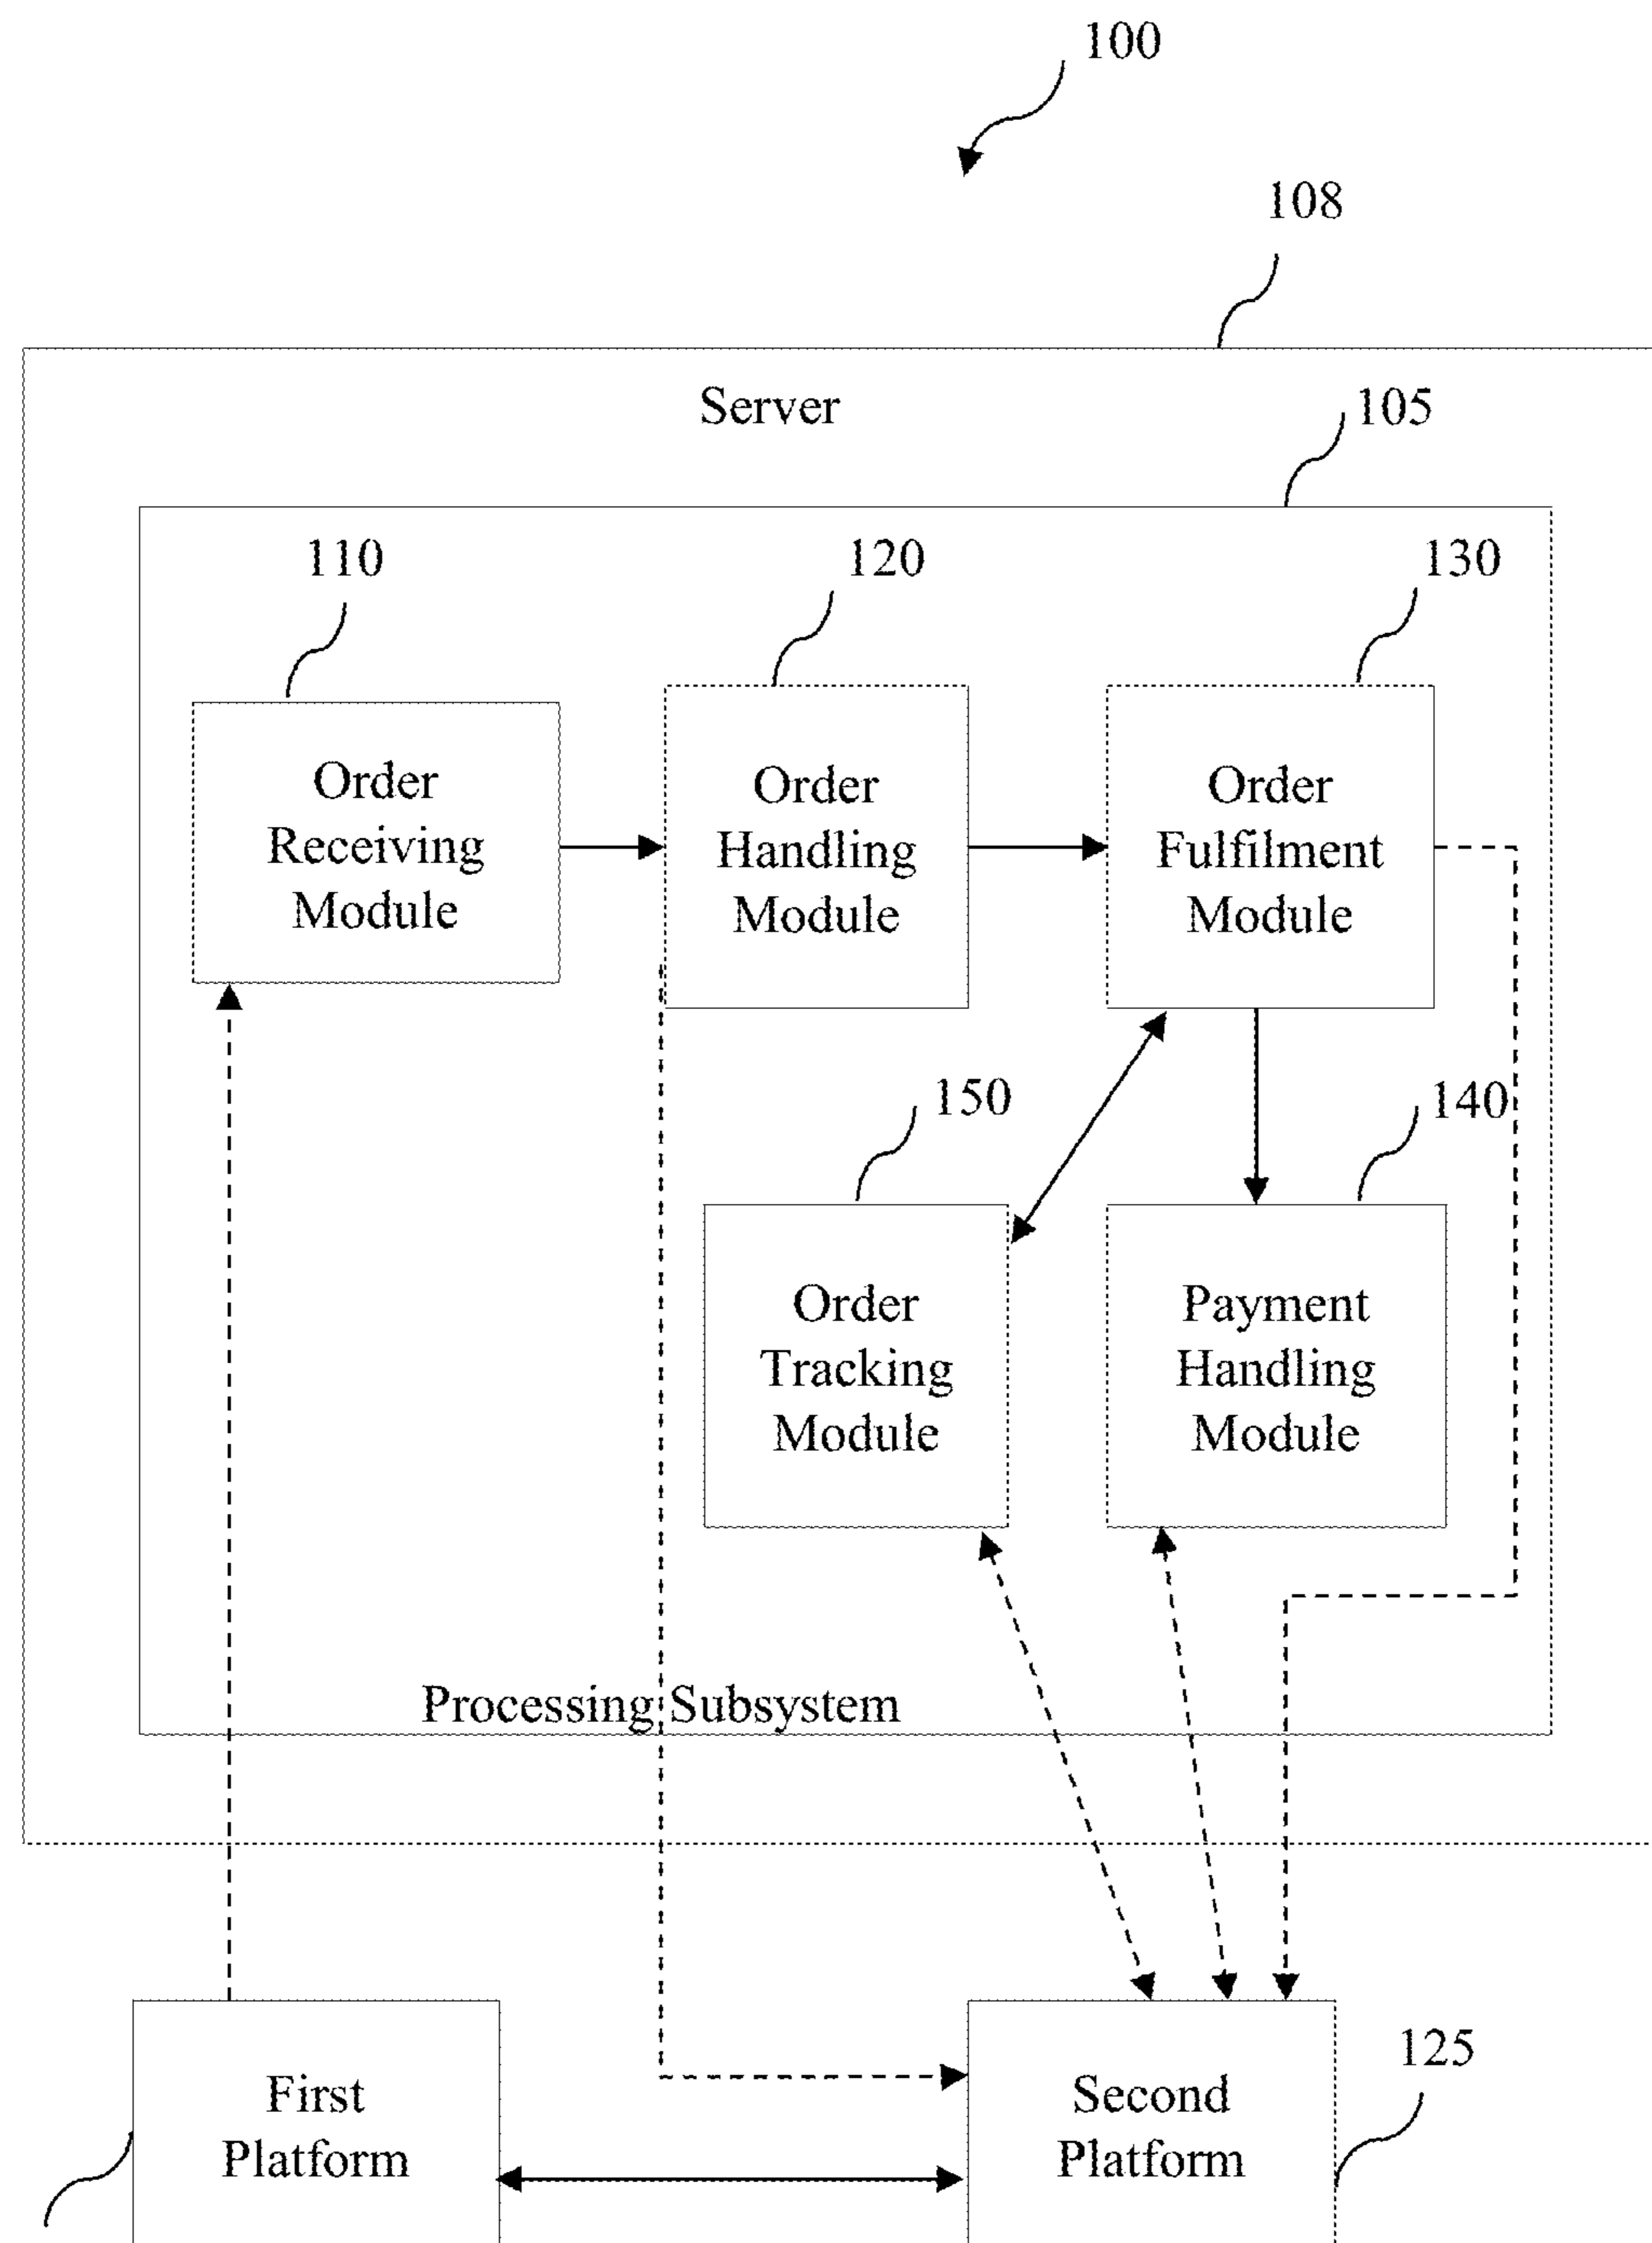 100
108
Server
105
110
120
130
Order
Receiving
Module
Order
Handling
Module
Order
Fulfilment
Module
150
140
Order
Tracking
Module
Payment
Handling
Module
Processing Subsystem
First
Platform
Second
Platform
125